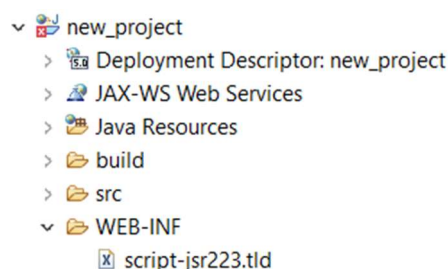 new_project
Deployment Descriptor: new_project
JAX-WS Web Services
Java Resources
build
src
WEB-INF
script-jsr223.tld